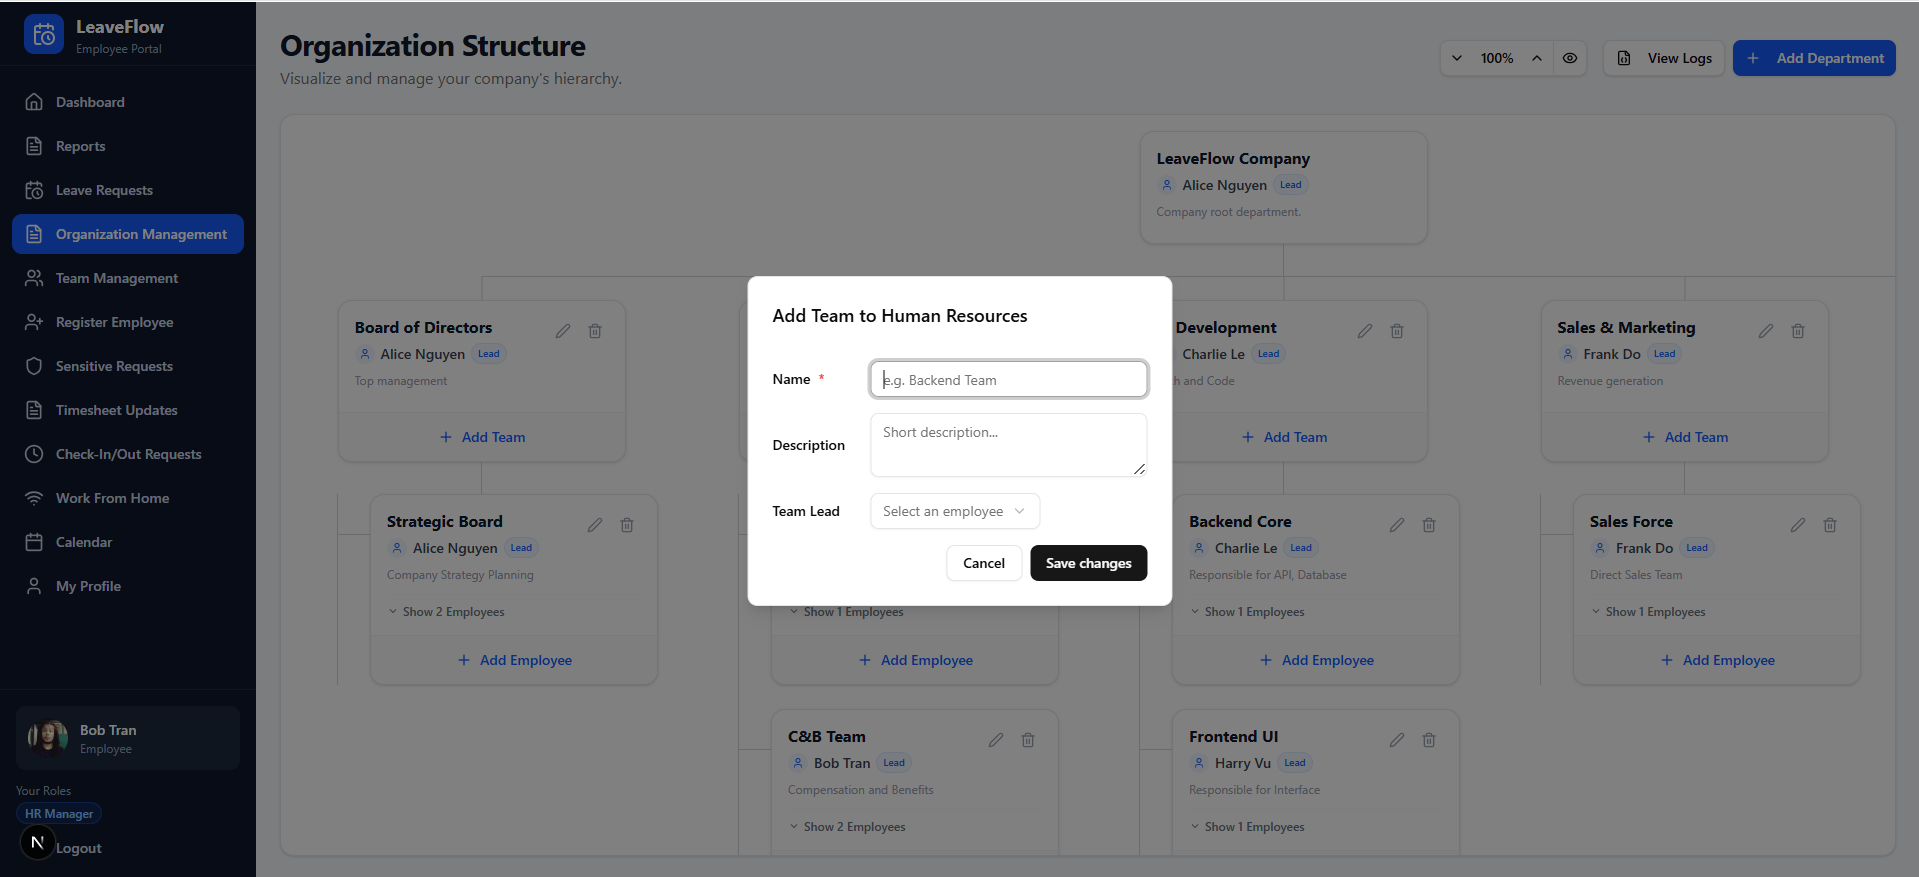 LeaveFlow
Employee Portal
Dashboard
Reports
Leave Requests
Organization Management
Team Management
Register Employee
Sensitive Requests
Timesheet Updates
Check-In/Out Requests
Work From Home
Calendar
My Profile
Bob Tran
Employee
Your Roles
HR Manager
N
Logout
Organization Structure
Visualize and manage your company's hierarchy.
100%
View Logs
Add Department
LeaveFlow Company
Alice Nguyen Lead
Company root department.
Board of Directors
Alice Nguyen Lead
Top management
Add Team
Strategic Board
Alice Nguyen Lead
Company Strategy Planning
Show 2 Employees
Add Employee
Add Team to Human Resources
Name *
e.g. Backend Team
Description
Short description...
Team Lead
Select an employee
Cancel
Save changes
Show 1 Employees
Add Employee
C&B Team
Bob Tran Lead
Compensation and Benefits
Show 2 Employees
Development
Charlie Le Lead
and Code
Add Team
Backend Core
Charlie Le Lead
Responsible for API, Database
Show 1 Employees
Add Employee
Frontend UI
Harry Vu Lead
Responsible for Interface
Show 1 Employees
Sales & Marketing
Frank Do Lead
Revenue generation
Add Team
Sales Force
Frank Do Lead
Direct Sales Team
Show 1 Employees
Add Employee